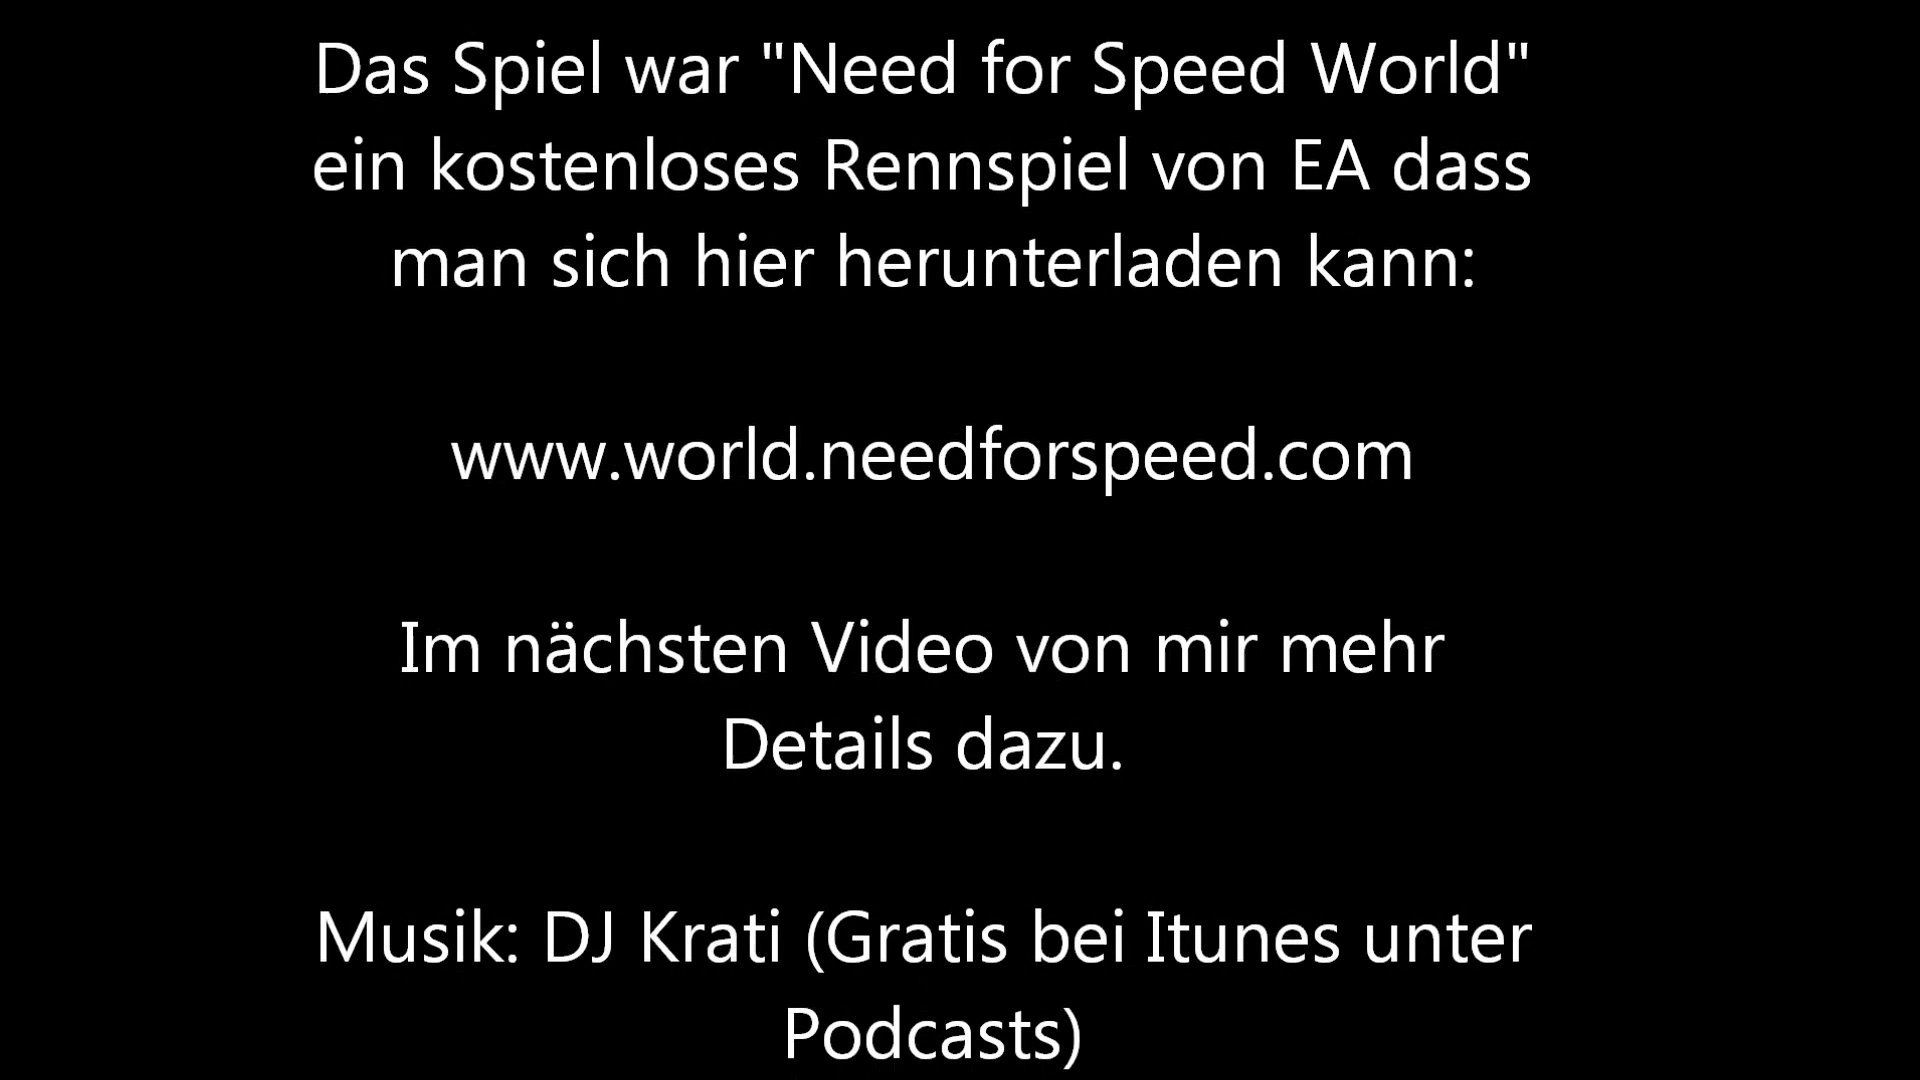 Das Spiel war "Need for Speed World"
ein kostenloses Rennspiel von EA dass
man sich hier herunterladen kann:
www.world.needforspeed.com
Im nächsten Video von mir mehr
Details dazu.
Musik: DJ Krati (Gratis bei Itunes unter
Podcasts)